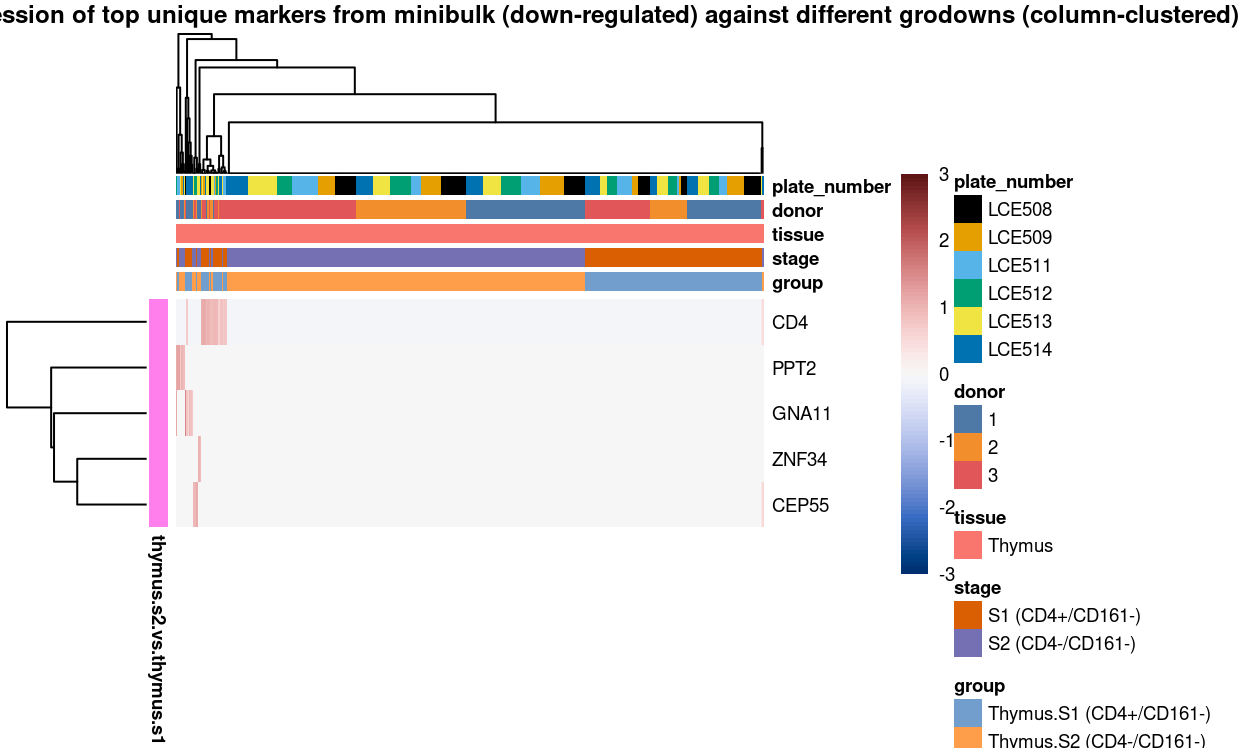 ession of top unique markers from minibulk (down-regulated) against different grodowns (column-clustered)
plate_number
donor
tissue
stage
group
CD4
PPT2
GNA11
ZNF34
CEP55
thymus.s2.vs.thymus.s1
3
2
1
0
-1
-2
-3
plate_number
LCE508
LCE509
LCE511
LCE512
LCE513
LCE514
donor
1
2
3
tissue
Thymus
stage
S1 (CD4+/CD161-)
S2 (CD4-/CD161-)
group
Thymus.S1 (CD4+/CD161-)
Thymus.S2 (CD4-/CD161-)